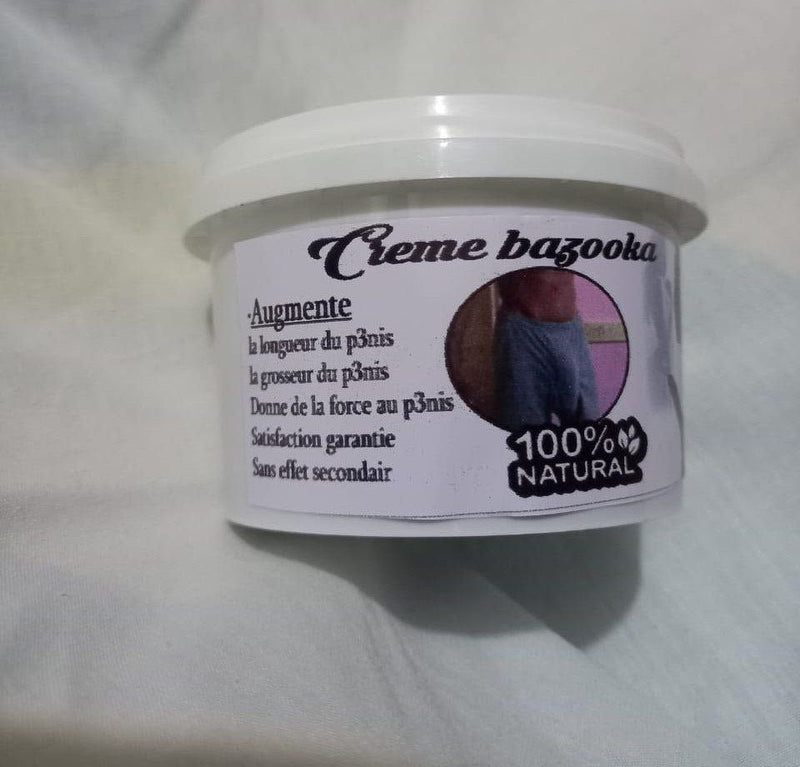 Creme bazooka
·Augmente
la longueur du p3nis
la grosseur du p3nis
Donne de la force au p3nis
Satisfaction garantie
Sans effet secondair
100%
NATURAL